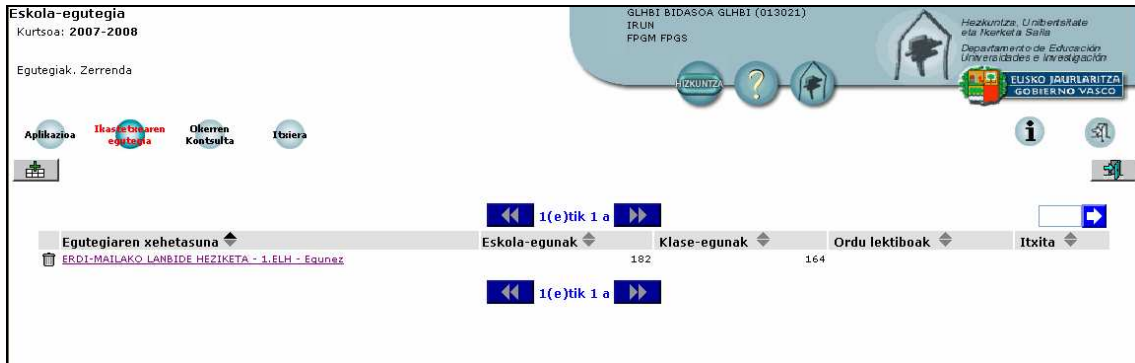 Eskola-egutegia
Kurtsoa: 2007-2008
Egutegiak. Zerrenda
GLHBI BIDASOA GLHBI (013021)
IRUN
FPGM FPGS
HIZKUNTZA
?
Hezkuntza, Unibertsitate
eta Ikerketa Saila
Departamento de Educación
Universidades e Investigación
EUSKO JAURLARITZA
GOBIERNO VASCO
Aplikazioa
Ikastetxearen
egutegia
Okerren
Kontsulta
Itxiera
i
1(e)tik 1 a
Egutegiaren xehetasuna Eskola-egunak Klase-egunak Ordu lektiboak Itxita
ERDI-MAILAKO LANBIDE HEZIKETA - 1.ELH - Egunez 182 164
1(e)tik 1 a